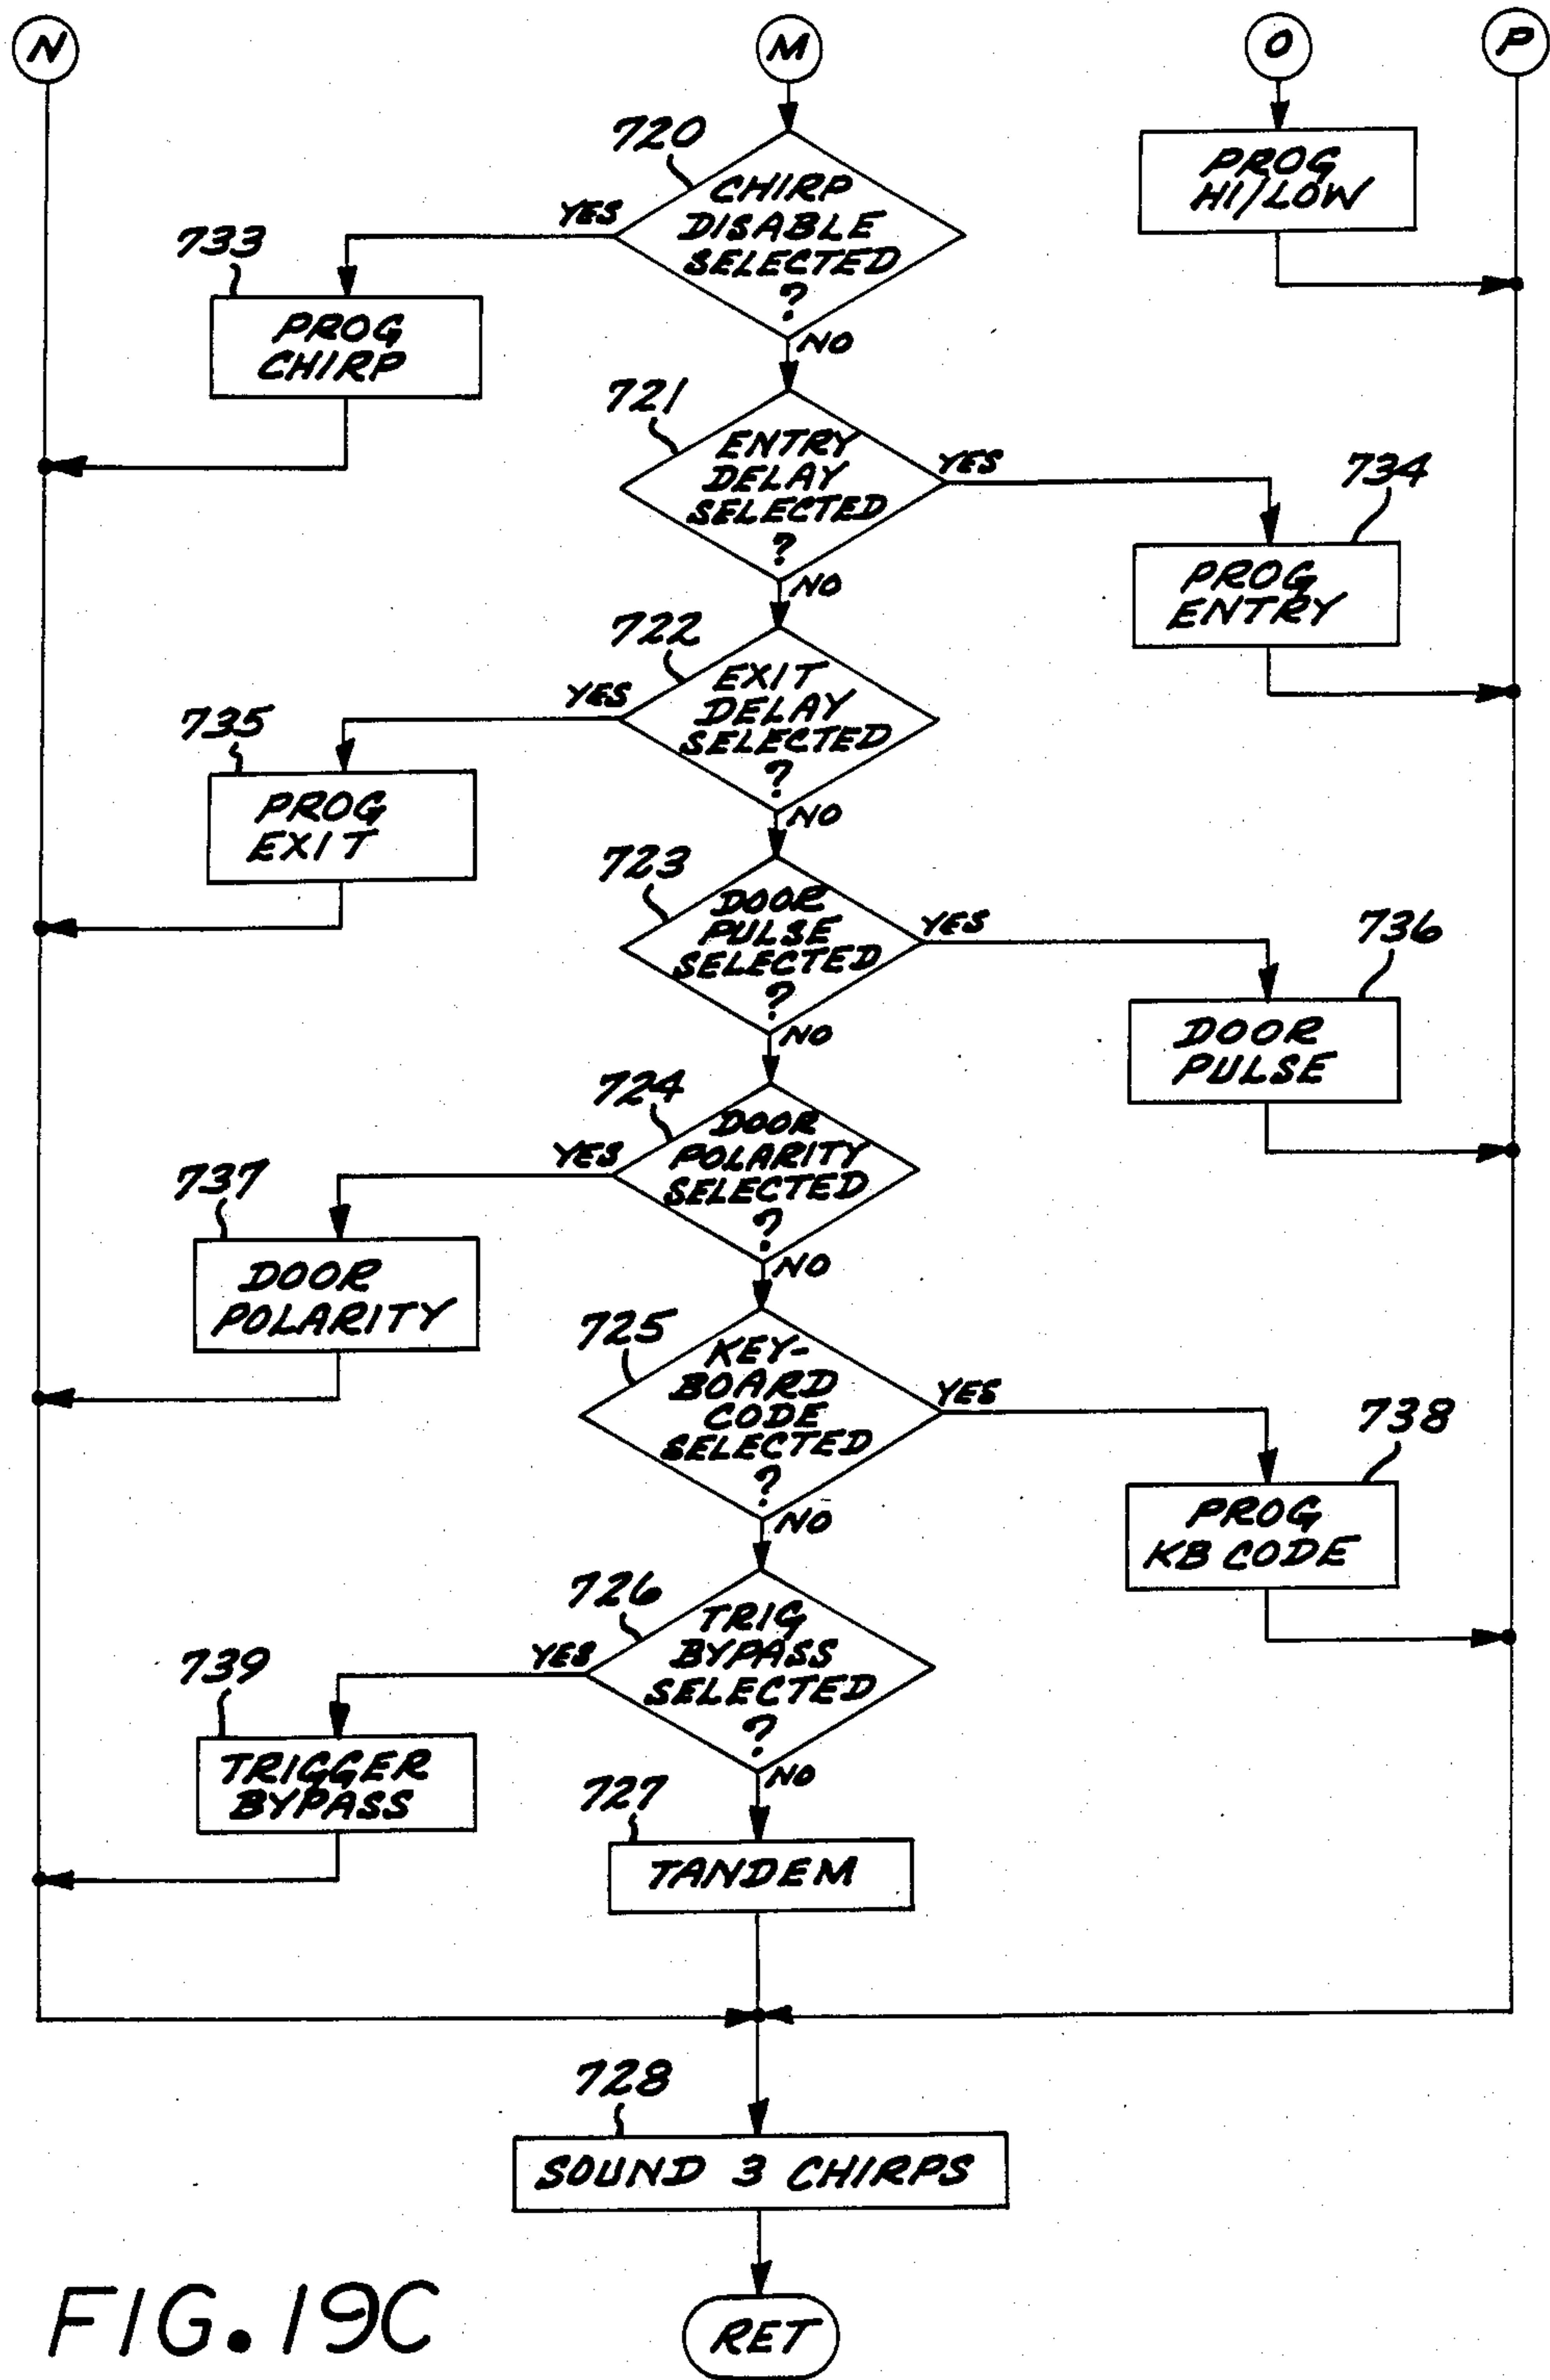 N
M
O
P
720
CHIRP
DISABLE
SELECTED
?
YES
NO
PROG
HI/LOW
733
PROG
CHIRP
721
ENTRY
DELAY
SELECTED
?
YES
NO
734
PROG
ENTRY
722
EXIT
DELAY
SELECTED
?
YES
NO
735
PROG
EXIT
723
DOOR
PULSE
SELECTED
?
YES
NO
736
DOOR
PULSE
724
DOOR
POLARITY
SELECTED
?
YES
NO
737
DOOR
POLARITY
725
KEY-
BOARD
CODE
SELECTED
?
YES
NO
738
PROG
KB CODE
726
TRIG
BYPASS
SELECTED
?
YES
NO
739
TRIGGER
BYPASS
727
TANDEM
728
SOUND 3 CHIRPS
RET
FIG. 19C